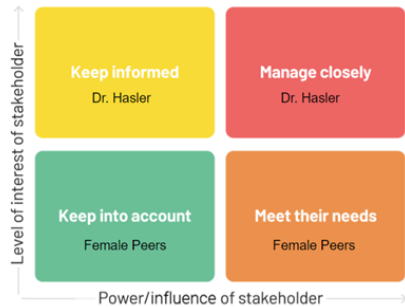 Level of interest of stakeholder
Keep informed
Dr. Hasler
Manage closely
Dr. Hasler
Keep into account
Female Peers
Meet their needs
Female Peers
Power/influence of stakeholder